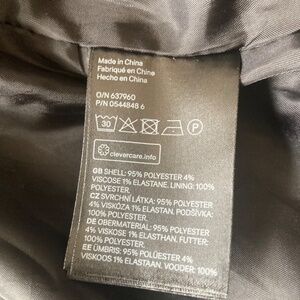 Made in China
Fabriqué en Chine
Hecho en China
O/N 637960
P/N 0544848 6
30
P
clevercare.info
GB SHELL: 95% POLYESTER 4%
VISCOSE 1% ELASTANE. LINING: 100%
POLYESTER.
CZ SVRCHNÍ LÁTKA: 95% POLYESTER
4% VISKÓZA 1% ELASTAN. PODŠÍVKA:
100% POLYESTER.
DE OBERMATERIAL: 95% POLYESTER
4% VISKOSE 1% ELASTHAN. FUTTER:
100% POLYESTER.
EE ÜMBRIS: 95% POLÜESTER 4%
VISKOOS 1% ELASTAAN. VOODER: 100%